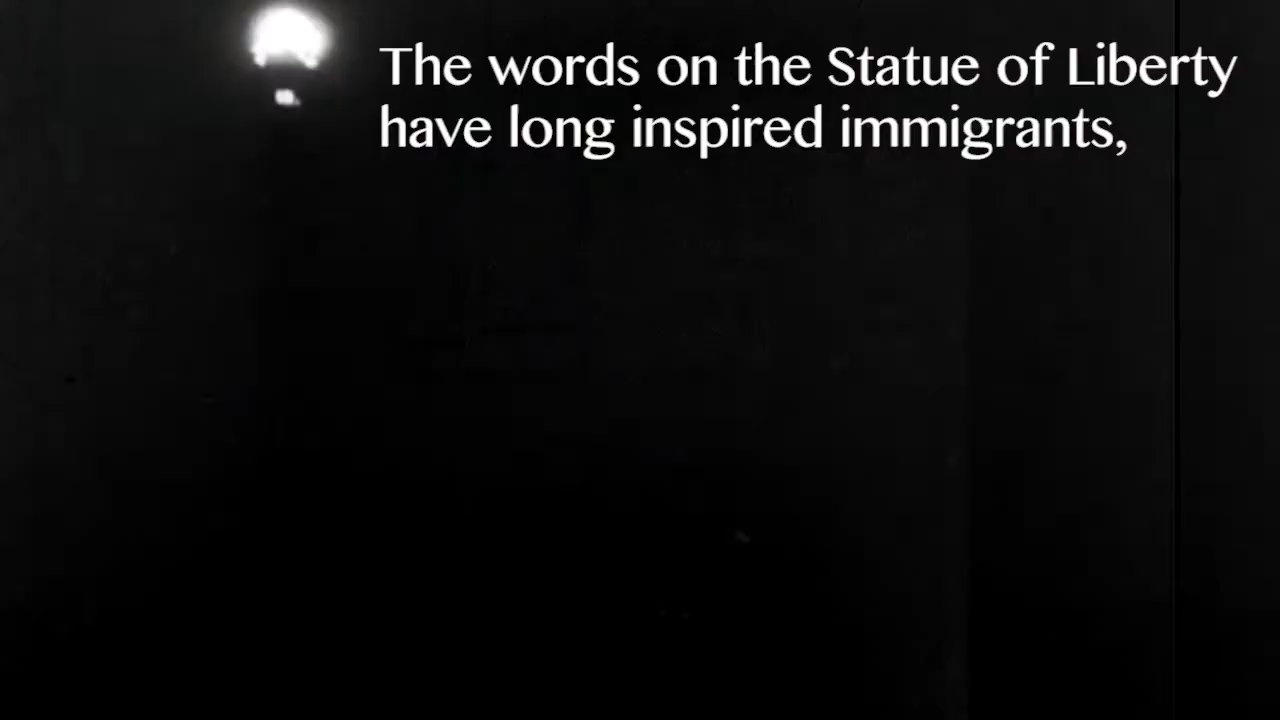 The words on the Statue of Liberty
have long inspired immigrants,